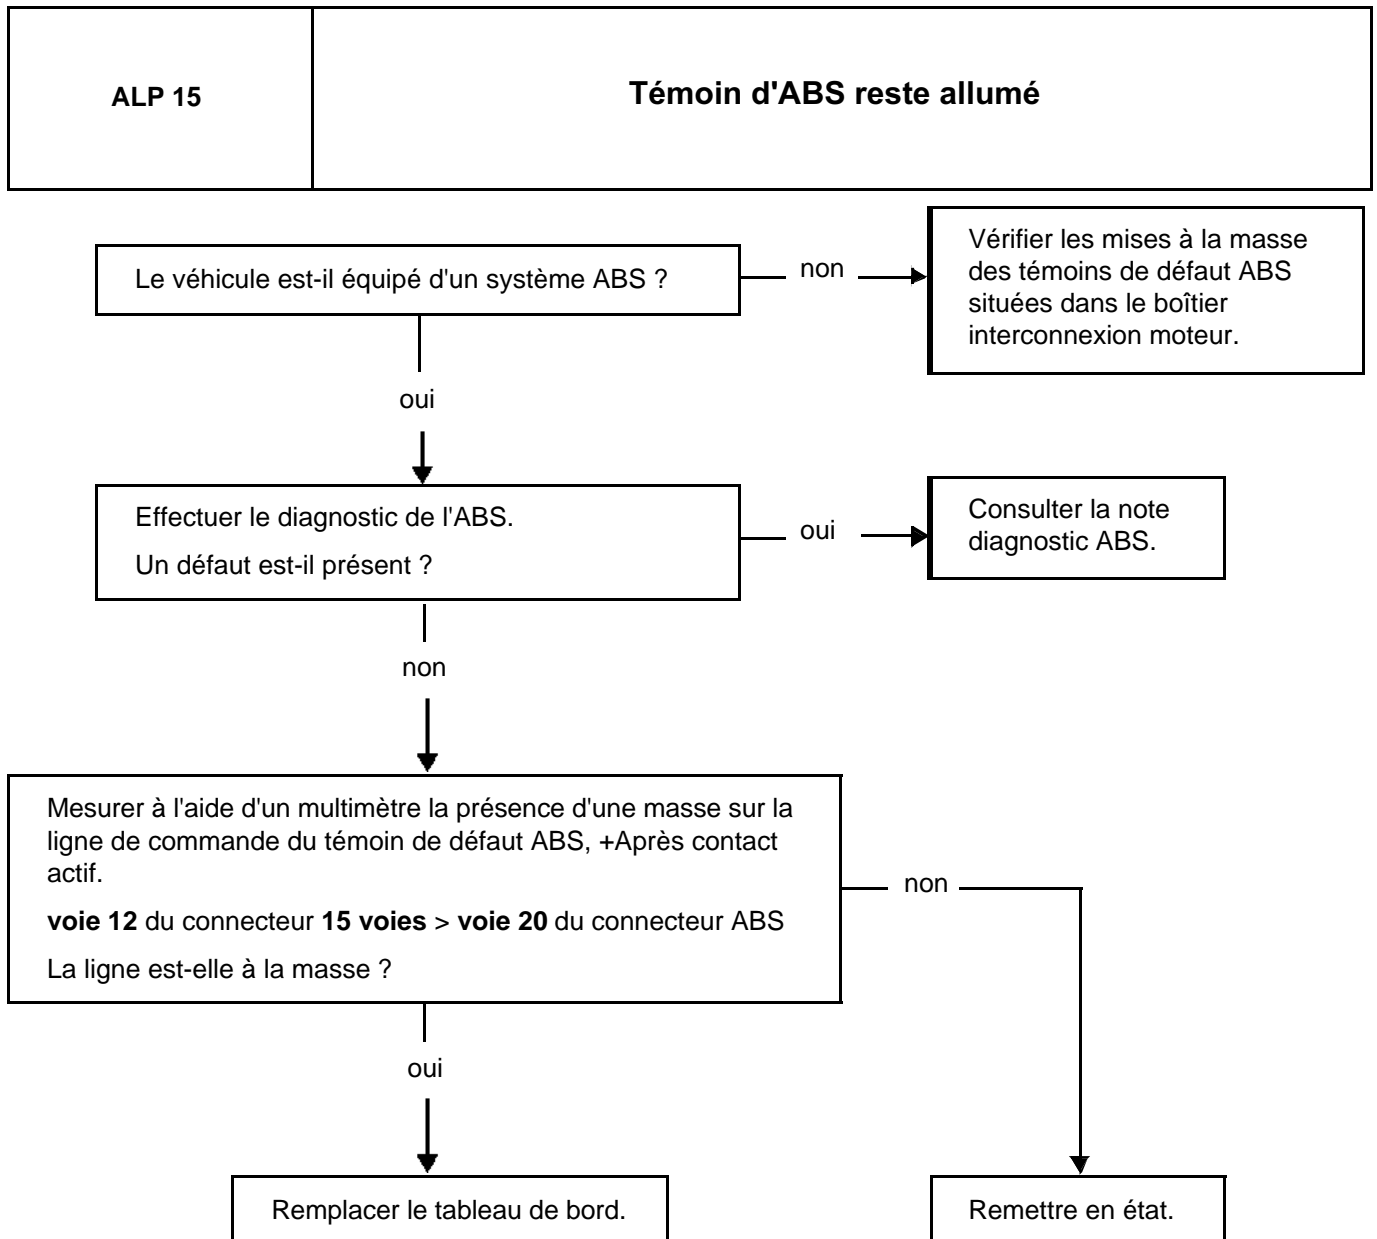 ALP 15
Témoin d'ABS reste allumé
Le véhicule est-il équipé d'un système ABS ?
non
Vérifier les mises à la masse
des témoins de défaut ABS
situées dans le boîtier
interconnexion moteur.
oui
Effectuer le diagnostic de l'ABS.
Un défaut est-il présent ?
oui
Consulter la note
diagnostic ABS.
non
Mesurer à l'aide d'un multimètre la présence d'une masse sur la
ligne de commande du témoin de défaut ABS, +Après contact
actif.
voie 12 du connecteur 15 voies > voie 20 du connecteur ABS
La ligne est-elle à la masse ?
non
oui
Remplacer le tableau de bord.
Remettre en état.